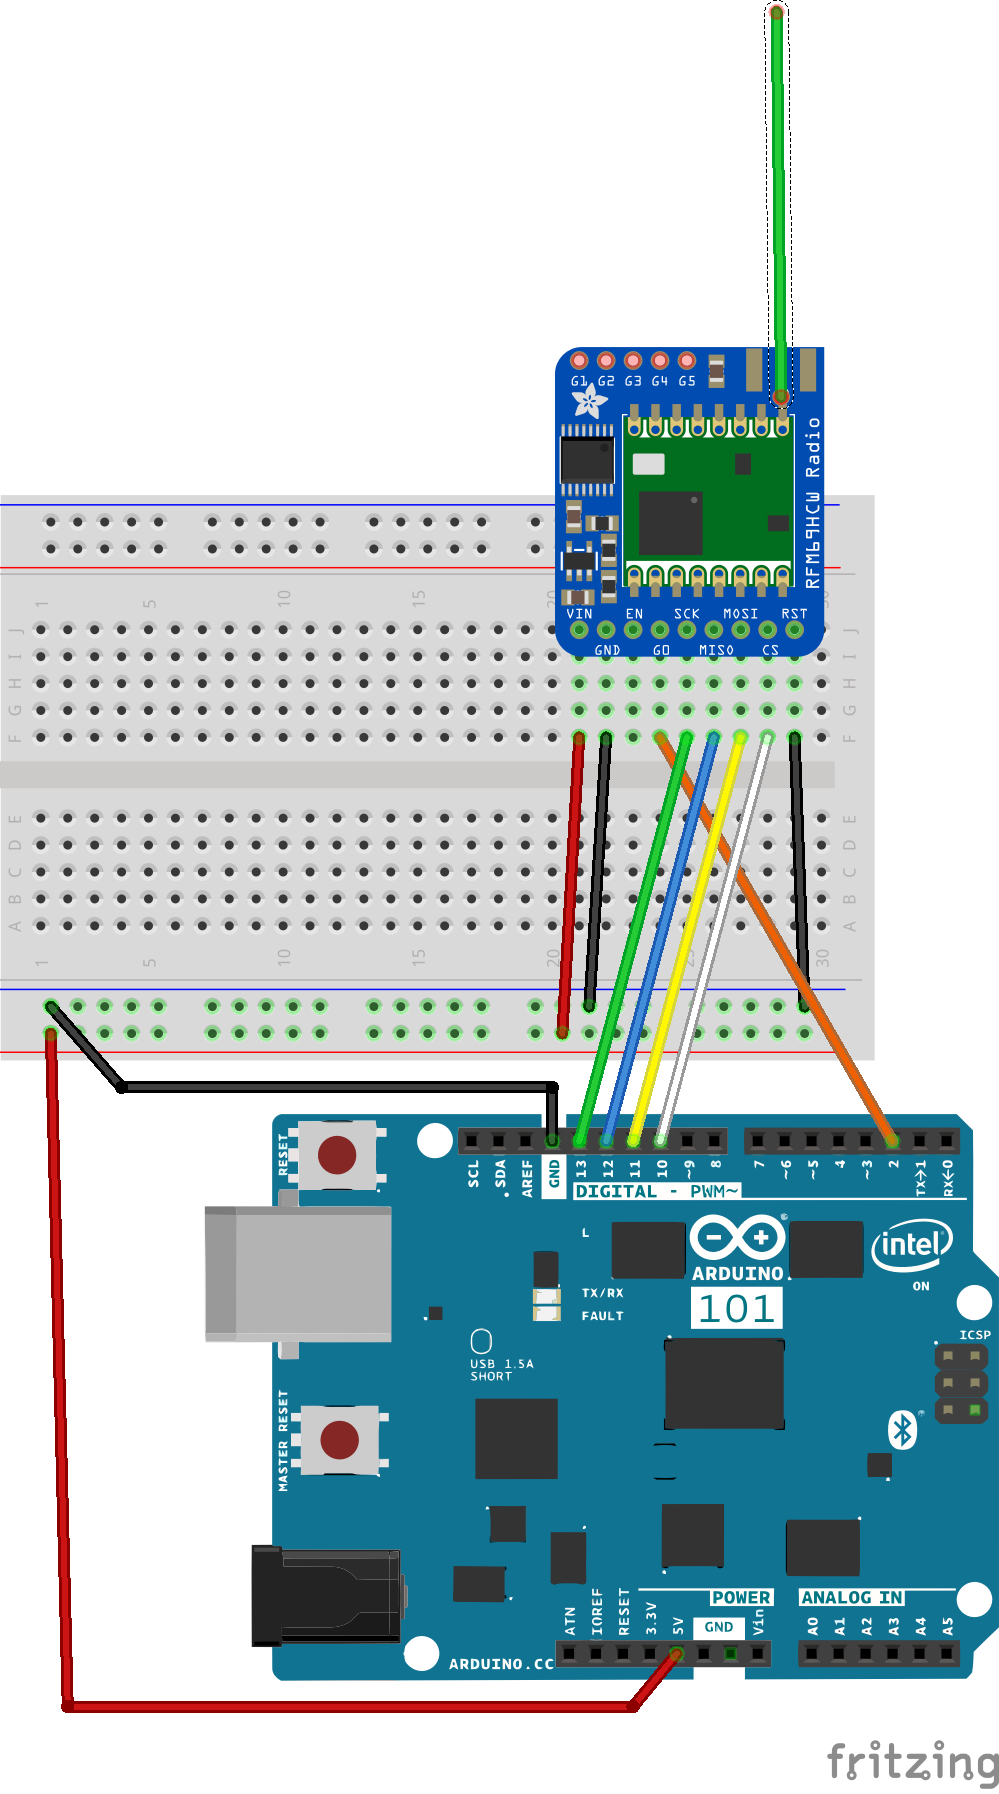 G1 G2 G3 G4 G5
RFM69HCW Radio
VIN EN SCK MOSI RST
GND G0 MISO CS
1 5 10 15 20 30
J J
I I
H H
G G
F F
E E
D D
C C
B B
A A
1 5 10 15 25 30
RESET
SCL SDA AREF GND 13 12 11 10 ~9 8 7 ~6 ~5 4 ~3 2 TX→1 RX←0
DIGITAL - PWM~
L
ARDUINO
intel
TX/RX
101
ON
FAULT
ICSP
USB 1.5A
SHORT
MASTER RESET
POWER ANALOG IN
ATN IOREF RESET 3.3V 5V GND Vin A0 A1 A2 A3 A4 A5
ARDUINO.CC
fritzing